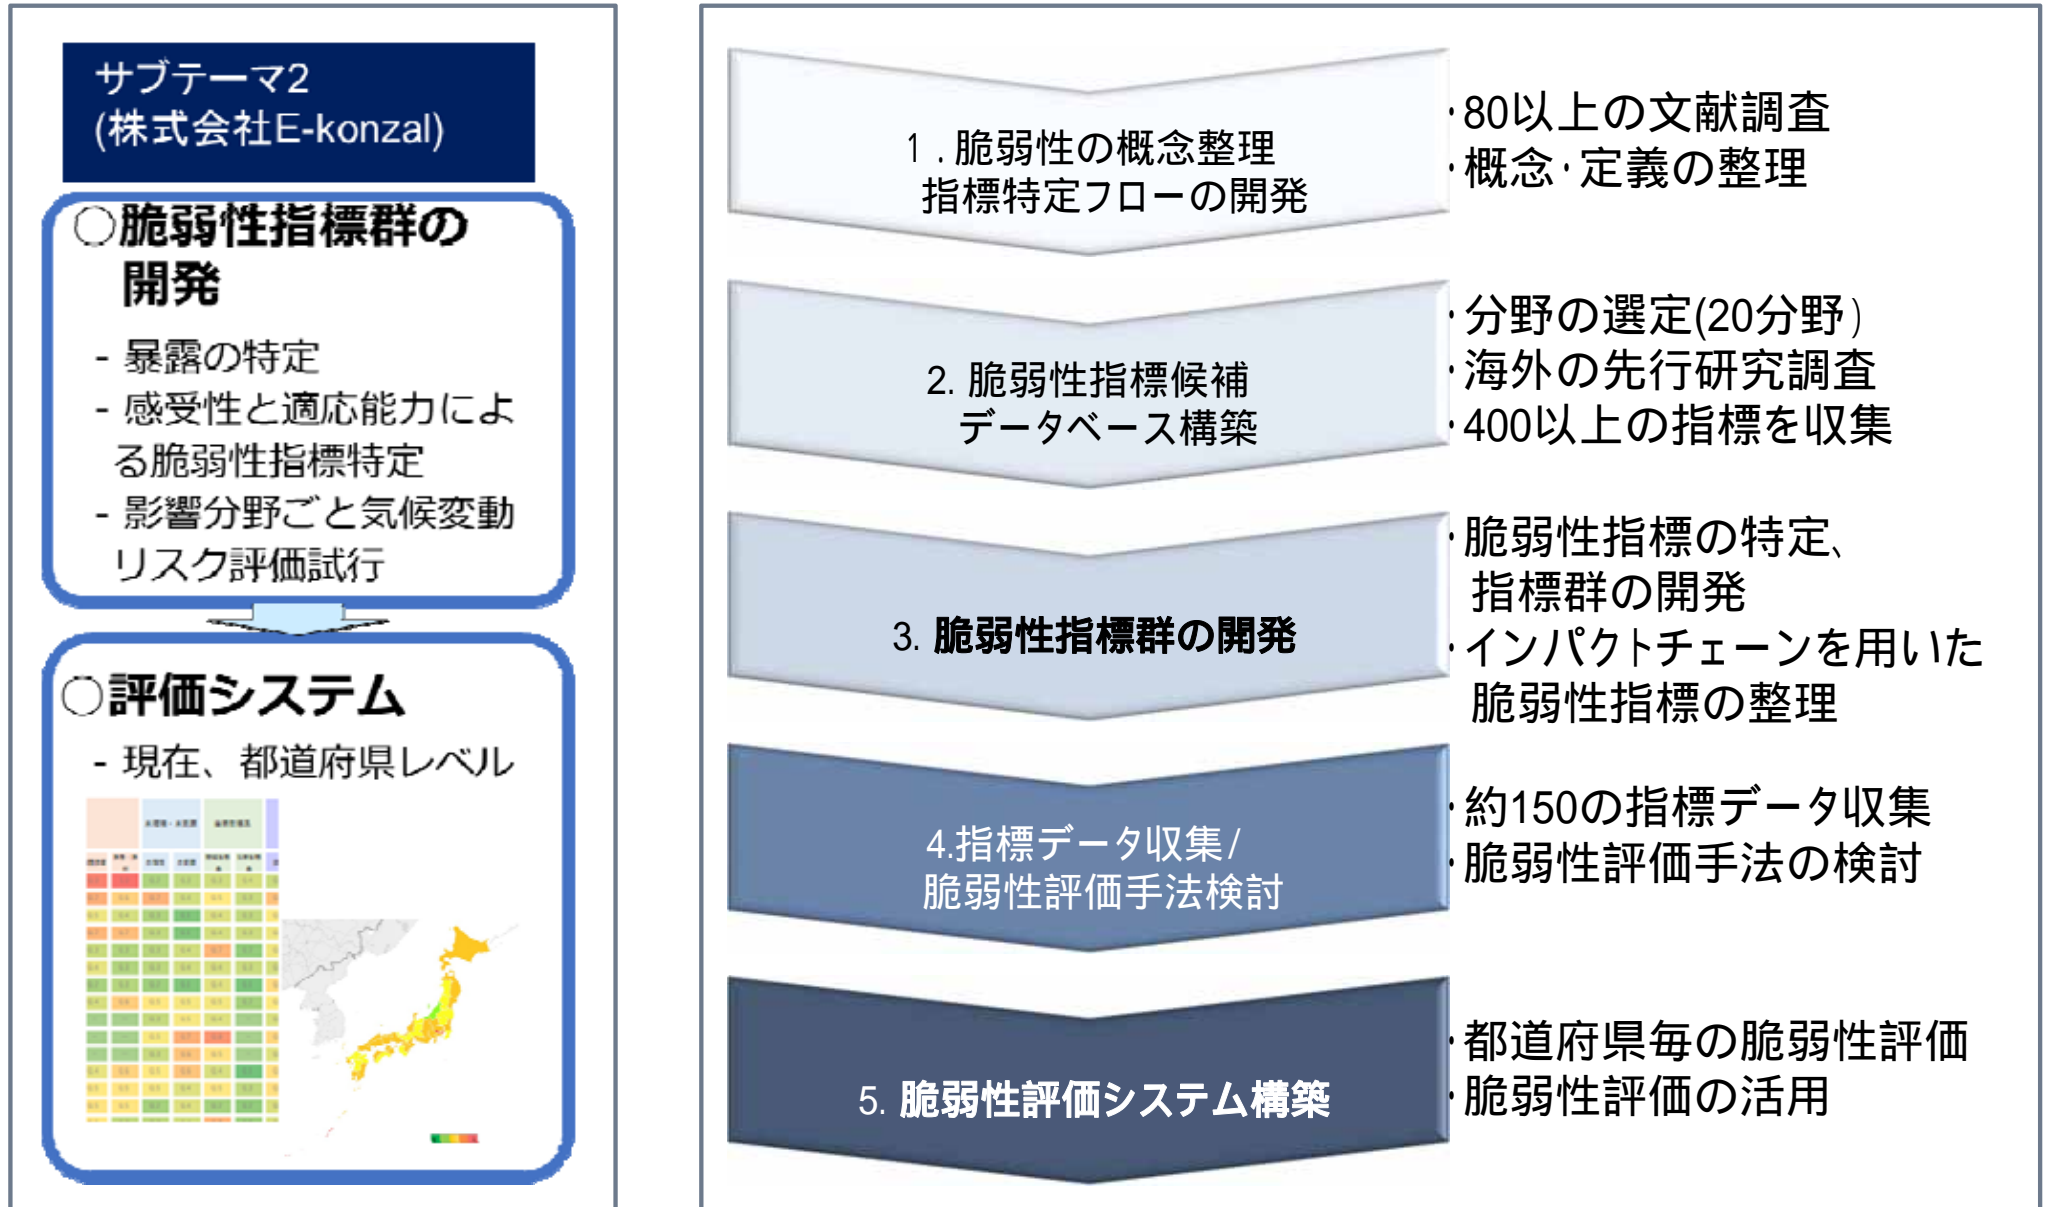 サブテーマ2
(株式会社E-konzal)
○脆弱性指標群の
開発
- 暴露の特定
- 感受性と適応能力によ
る脆弱性指標特定
- 影響分野ごと気候変動
リスク評価試行
○評価システム
- 現在、都道府県レベル
1.脆弱性の概念整理
指標特定フローの開発
・80以上の文献調査
・概念・定義の整理
2. 脆弱性指標候補
データベース構築
・分野の選定(20分野)
・海外の先行研究調査
・400以上の指標を収集
3. 脆弱性指標群の開発
・脆弱性指標の特定、
指標群の開発
・インパクトチェーンを用いた
脆弱性指標の整理
4.指標データ収集/
脆弱性評価手法検討
・約150の指標データ収集
・脆弱性評価手法の検討
5. 脆弱性評価システム構築
・都道府県毎の脆弱性評価
・脆弱性評価の活用